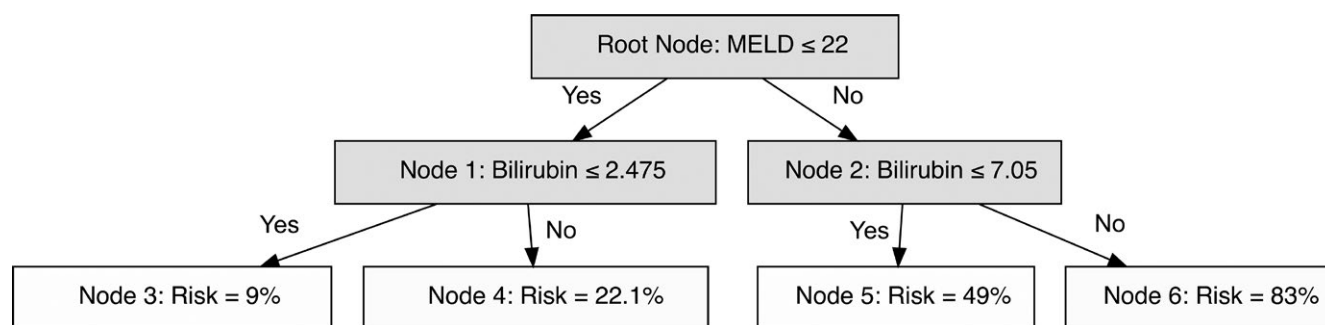 Root Node: MELD ≤ 22
Yes
No
Node 1: Bilirubin ≤ 2.475
Node 2: Bilirubin ≤ 7.05
Yes
No
Yes
No
Node 3: Risk = 9%
Node 4: Risk = 22.1%
Node 5: Risk = 49%
Node 6: Risk = 83%